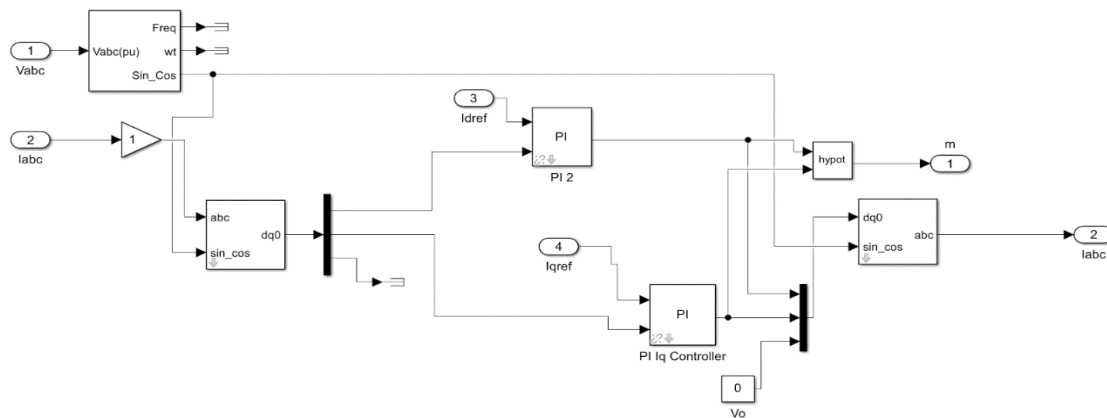 Freq
1
Vabc(pu)
wt
Vabc
Sin_Cos
3
Idref
2
1
Iabc
PI
PI 2
hypot
m
1
abc
sin_cos
dq0
dq0
sin_cos
abc
2
Iabc
4
Iqref
PI
PI Iq Controller
0
Vo